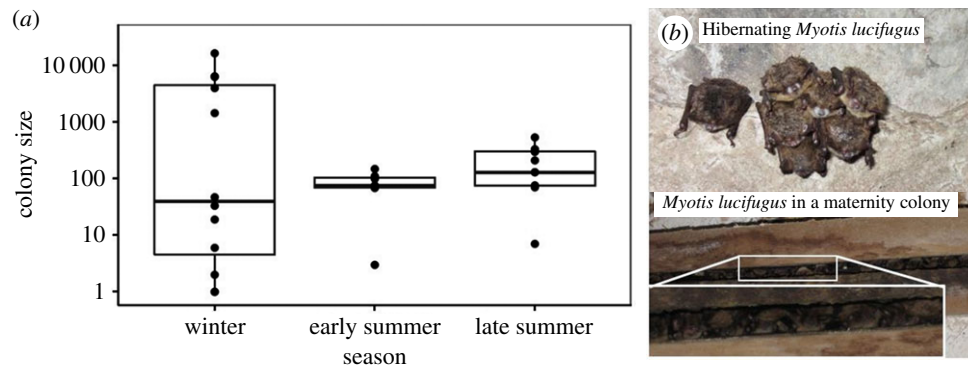 (a)
colony size
10 000
1000
100
10
1
winter
early summer
late summer
season
(b)
Hibernating Myotis lucifugus
Myotis lucifugus in a maternity colony